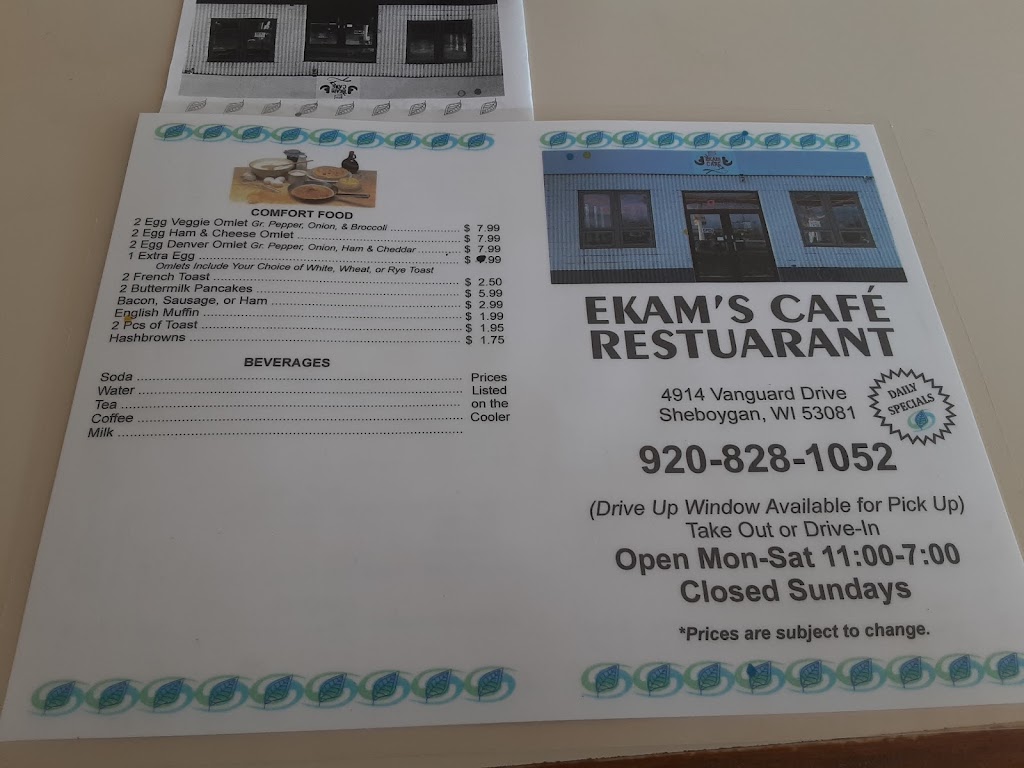 COMFORT FOOD
2 Egg Veggie Omlet Gr. Pepper, Onion, & Broccoli ........ $ 7.99
2 Egg Ham & Cheese Omlet ........ $ 7.99
2 Egg Denver Omlet Gr. Pepper, Onion, Ham & Cheddar ........ $ 7.99
1 Extra Egg ........ $ .99
Omlets Include Your Choice of White, Wheat, or Rye Toast
2 French Toast ........ $ 2.50
2 Buttermilk Pancakes ........ $ 5.99
Bacon, Sausage, or Ham ........ $ 2.99
English Muffin ........ $ 1.99
2 Pcs of Toast ........ $ 1.95
Hashbrowns ........ $ 1.75
BEVERAGES
Soda ........ Prices
Water ........ Listed
Tea ........ on the
Coffee ........ Cooler
Milk ........
EKAM'S CAFÉ
RESTUARANT
4914 Vanguard Drive
Sheboygan, WI 53081
DAILY
SPECIALS
920-828-1052
(Drive Up Window Available for Pick Up)
Take Out or Drive-In
Open Mon-Sat 11:00-7:00
Closed Sundays
*Prices are subject to change.